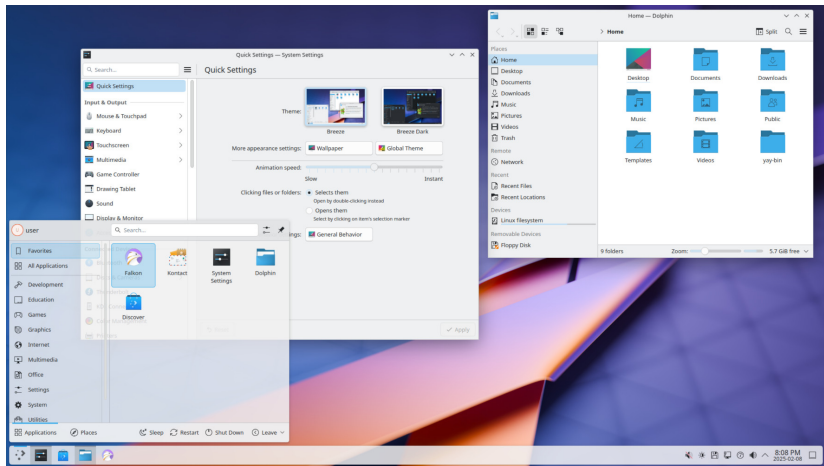 Quick Settings — System Settings
Search...
Quick Settings
Quick Settings
Input & Output
Mouse & Touchpad
Keyboard
Touchscreen
Multimedia
Game Controller
Drawing Tablet
Sound
Display & Monitor
Theme:
Breeze
Breeze Dark
More appearance settings:
Wallpaper
Global Theme
Animation speed:
Slow
Instant
Clicking files or folders:
Selects them
Open by double-clicking instead
Opens them
Select by clicking on item's selection marker
General Behavior
Apply
Home — Dolphin
Home
Split
Places
Home
Desktop
Documents
Downloads
Music
Pictures
Videos
Trash
Remote
Network
Recent
Recent Files
Recent Locations
Devices
Linux filesystem
Removable Devices
Floppy Disk
Desktop
Documents
Downloads
Music
Pictures
Public
Templates
Videos
yay-bin
9 folders
Zoom:
5.7 GiB free
user
Search...
Favorites
All Applications
Development
Education
Games
Graphics
Internet
Multimedia
Office
Settings
System
Utilities
Falkon
Kontact
System
Settings
Dolphin
Discover
Applications
Places
Sleep
Restart
Shut Down
Leave
8:08 PM
2025-02-08